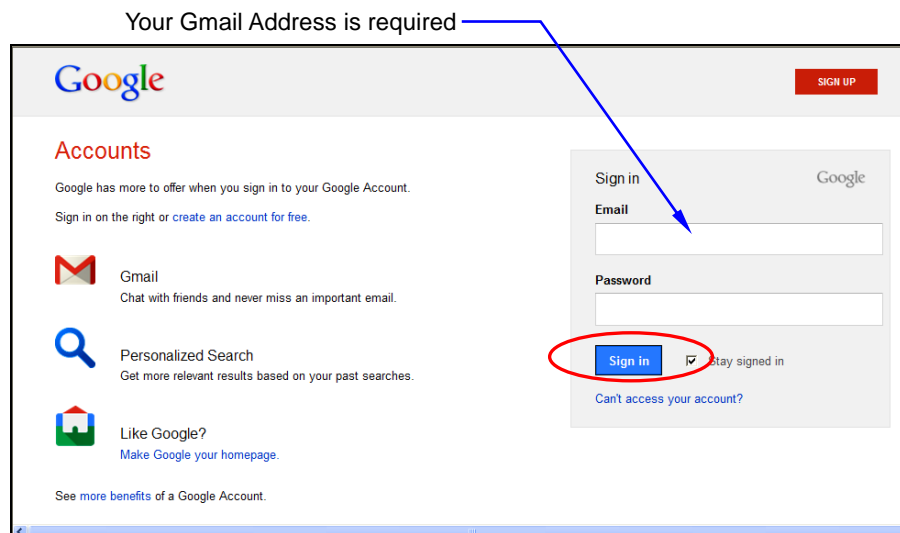 Your Gmail Address is required
Google
SIGN UP
Accounts
Google has more to offer when you sign in to your Google Account.
Sign in on the right or create an account for free.
Gmail
Chat with friends and never miss an important email.
Personalized Search
Get more relevant results based on your past searches.
Like Google?
Make Google your homepage.
See more benefits of a Google Account.
Sign in Google
Email
Password
Sign in Stay signed in
Can't access your account?